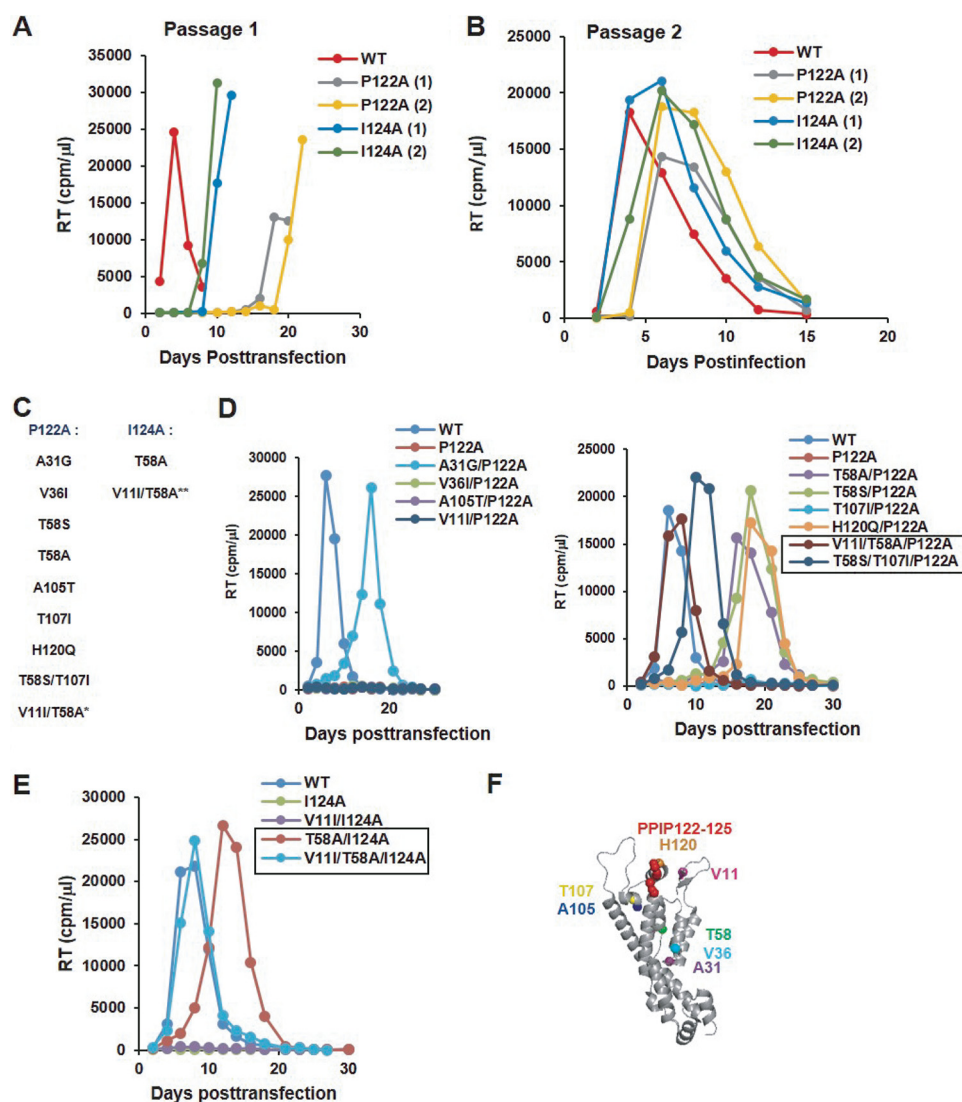 A
Passage 1
35000
30000
25000
20000
15000
10000
5000
0
0 10 20 30
RT (cpm/µl)
Days Posttransfection
WT
P122A (1)
P122A (2)
I124A (1)
I124A (2)
B
Passage 2
25000
20000
15000
10000
5000
0
0 5 10 15 20
RT (cpm/µl)
Days Postinfection
WT
P122A (1)
P122A (2)
I124A (1)
I124A (2)
C
P122A : I124A :
A31G T58A
V36I V11I/T58A**
T58S
T58A
A105T
T107I
H120Q
T58S/T107I
V11I/T58A*
D
30000
25000
20000
15000
10000
5000
0
0 20
RT (cpm/µl)
Days posttransfection
WT
P122A
A31G/P122A
V36I/P122A
A105T/P122A
V11I/P122A
25000
20000
15000
10000
5000
0
0 10 20 30
RT (cpm/µl)
Days posttransfection
WT
P122A
T58A/P122A
T58S/P122A
T107I/P122A
H120Q/P122A
V11I/T58A/P122A
T58S/T107I/P122A
E
30000
25000
20000
15000
10000
5000
0
0 10 20 30
RT (cpm/µl)
Days posttransfection
WT
I124A
V11I/I124A
T58A/I124A
V11I/T58A/I124A
F
PPIP122-125
H120
V11
T107
A105
T58
V36
A31